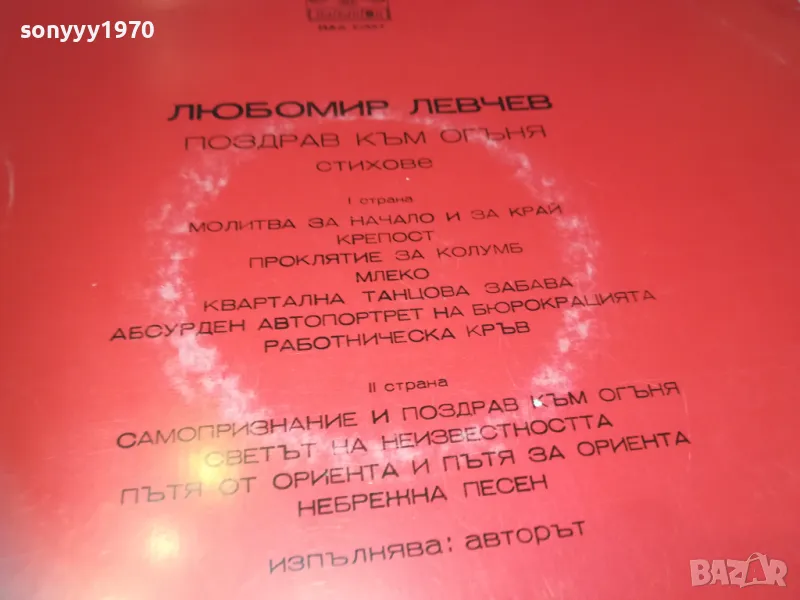 sonyyy1970
ЛЮБОМИР ЛЕВЧЕВ
ПОЗДРАВ КЪМ ОГЪНЯ
стихове
I страна
МОЛИТВА ЗА НАЧАЛО И ЗА КРАЙ
КРЕПОСТ
ПРОКЛЯТИЕ ЗА КОЛУМБ
МЛЕКО
КВАРТАЛНА ТАНЦОВА ЗАБАВА
АБСУРДЕН АВТОПОРТРЕТ НА БЮРОКРАЦИЯТА
РАБОТНИЧЕСКА КРЪВ
II страна
САМОПРИЗНАНИЕ И ПОЗДРАВ КЪМ ОГЪНЯ
СВЕТЪТ НА НЕИЗВЕСТНОСТТА
ПЪТЯ ОТ ОРИЕНТА И ПЪТЯ ЗА ОРИЕНТА
НЕБРЕЖНА ПЕСЕН
изпълнява: авторът
BAZAR